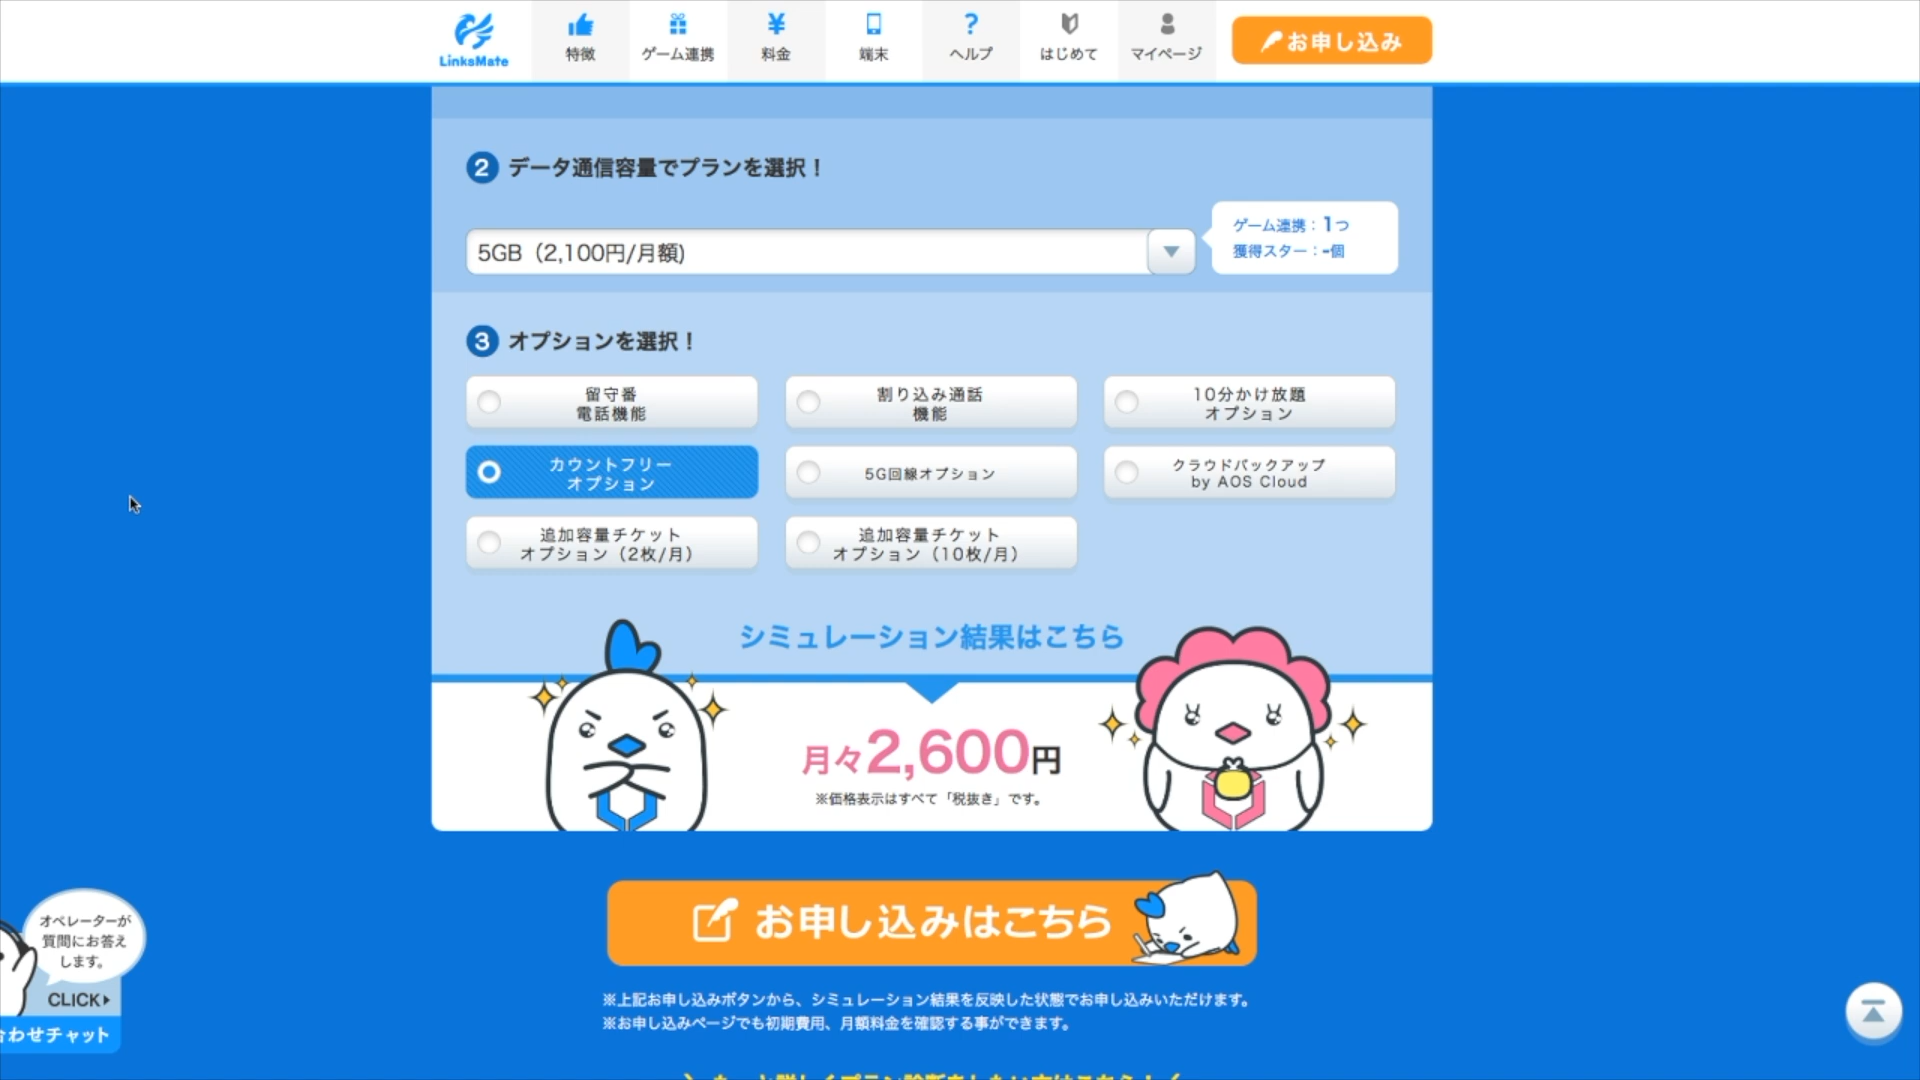 LinksMate
特徴
ゲーム連携
料金
端末
ヘルプ
はじめて
マイページ
お申し込み
2 データ通信容量でプランを選択！
5GB（2,100円/月額)
ゲーム連携：1つ
獲得スター：-個
3 オプションを選択！
留守番
電話機能
割り込み通話
機能
10分かけ放題
オプション
カウントフリー
オプション
5G回線オプション
クラウドバックアップ
by AOS Cloud
追加容量チケット
オプション（2枚/月）
追加容量チケット
オプション（10枚/月）
シミュレーション結果はこちら
月々2,600円
※価格表示はすべて「税抜き」です。
お申し込みはこちら
※上記お申し込みボタンから、シミュレーション結果を反映した状態でお申し込みいただけます。
※お申し込みページでも初期費用、月額料金を確認する事ができます。
オペレーターが
質問にお答え
します。
CLICK
合わせチャット